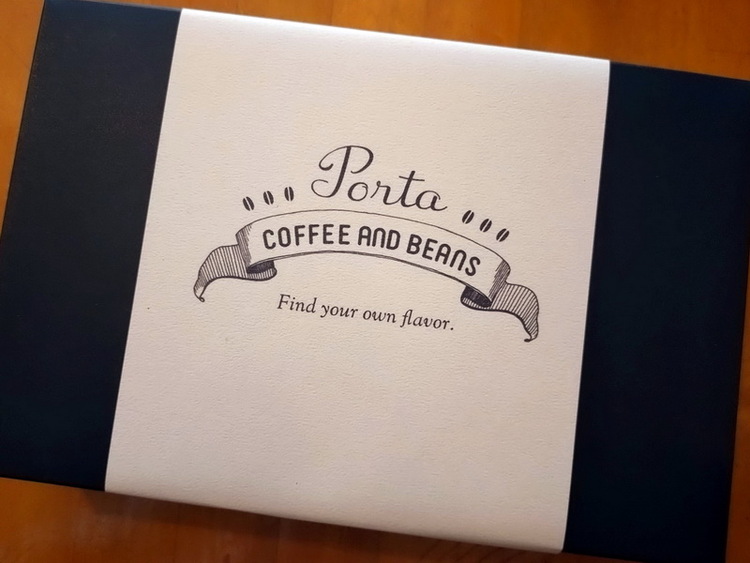 Porta
COFFEE AND BEANS
Find your own flavor.